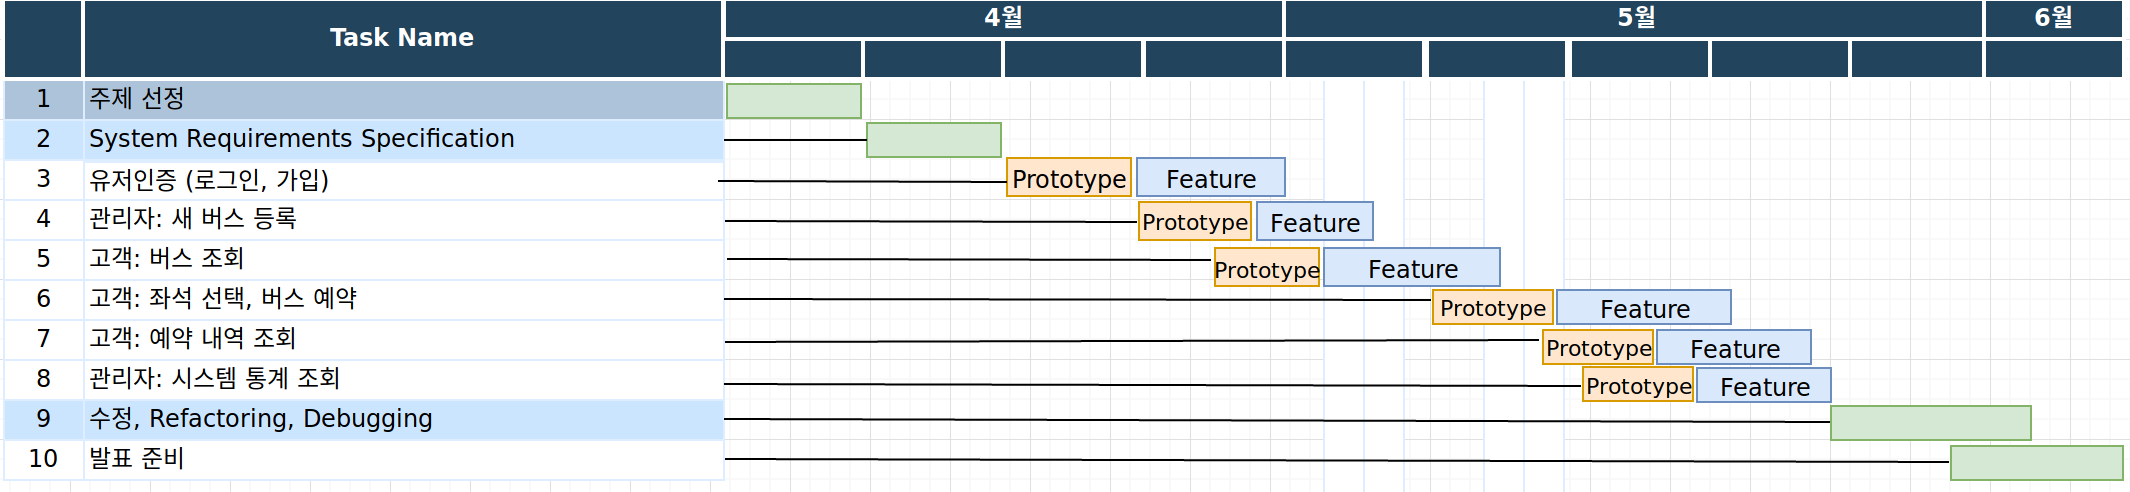 Task Name
4월
5월
6월
1 주제 선정
2 System Requirements Specification
3 유저인증 (로그인, 가입) Prototype Feature
4 관리자: 새 버스 등록 Prototype Feature
5 고객: 버스 조회 Prototype Feature
6 고객: 좌석 선택, 버스 예약 Prototype Feature
7 고객: 예약 내역 조회 Prototype Feature
8 관리자: 시스템 통계 조회 Prototype Feature
9 수정, Refactoring, Debugging
10 발표 준비